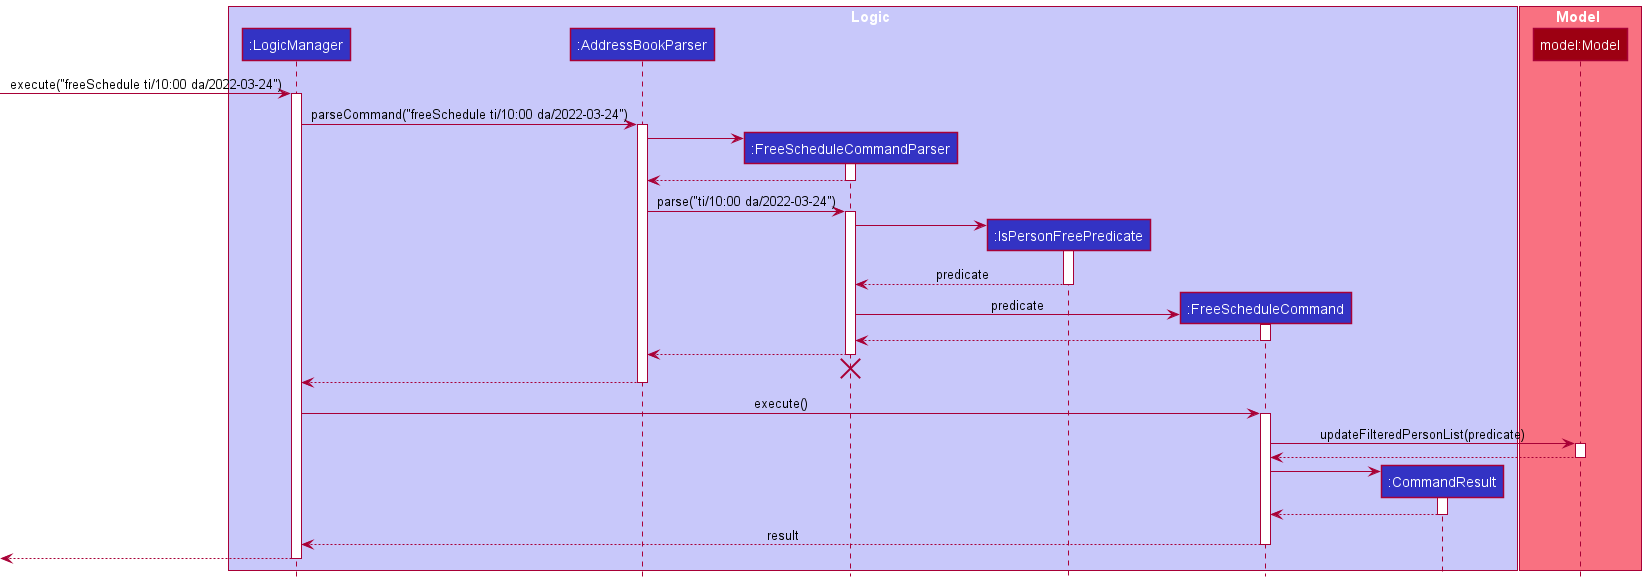 Logic
Model
:LogicManager
:AddressBookParser
model:Model
execute("freeSchedule ti/10:00 da/2022-03-24")
parseCommand("freeSchedule ti/10:00 da/2022-03-24")
:FreeScheduleCommandParser
parse("ti/10:00 da/2022-03-24")
:IsPersonFreePredicate
predicate
predicate
:FreeScheduleCommand
execute()
updateFilteredPersonList(predicate)
:CommandResult
result